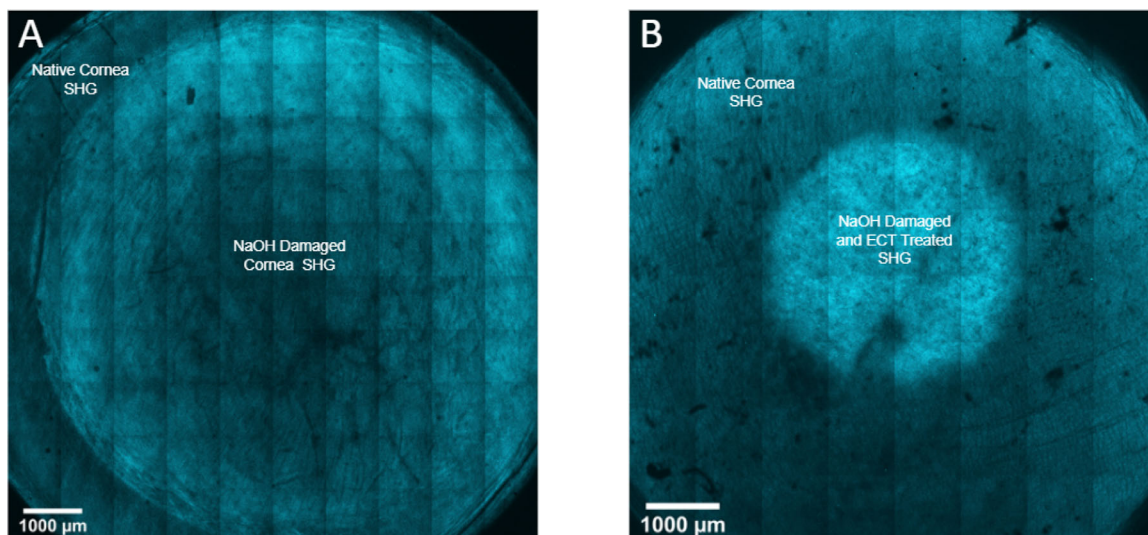 A
Native Cornea
SHG
NaOH Damaged
Cornea SHG
1000 µm
B
Native Cornea
SHG
NaOH Damaged
and ECT Treated
SHG
1000 µm